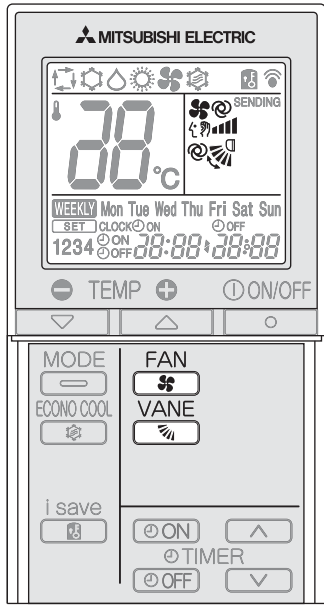 MITSUBISHI ELECTRIC
SENDING
88°C
WEEKLY Mon Tue Wed Thu Fri Sat Sun
SET CLOCK ON OFF
1234 ON 88:88 88:88
OFF
TEMP ON/OFF
MODE FAN
ECONO COOL VANE
i save
ON
TIMER
OFF